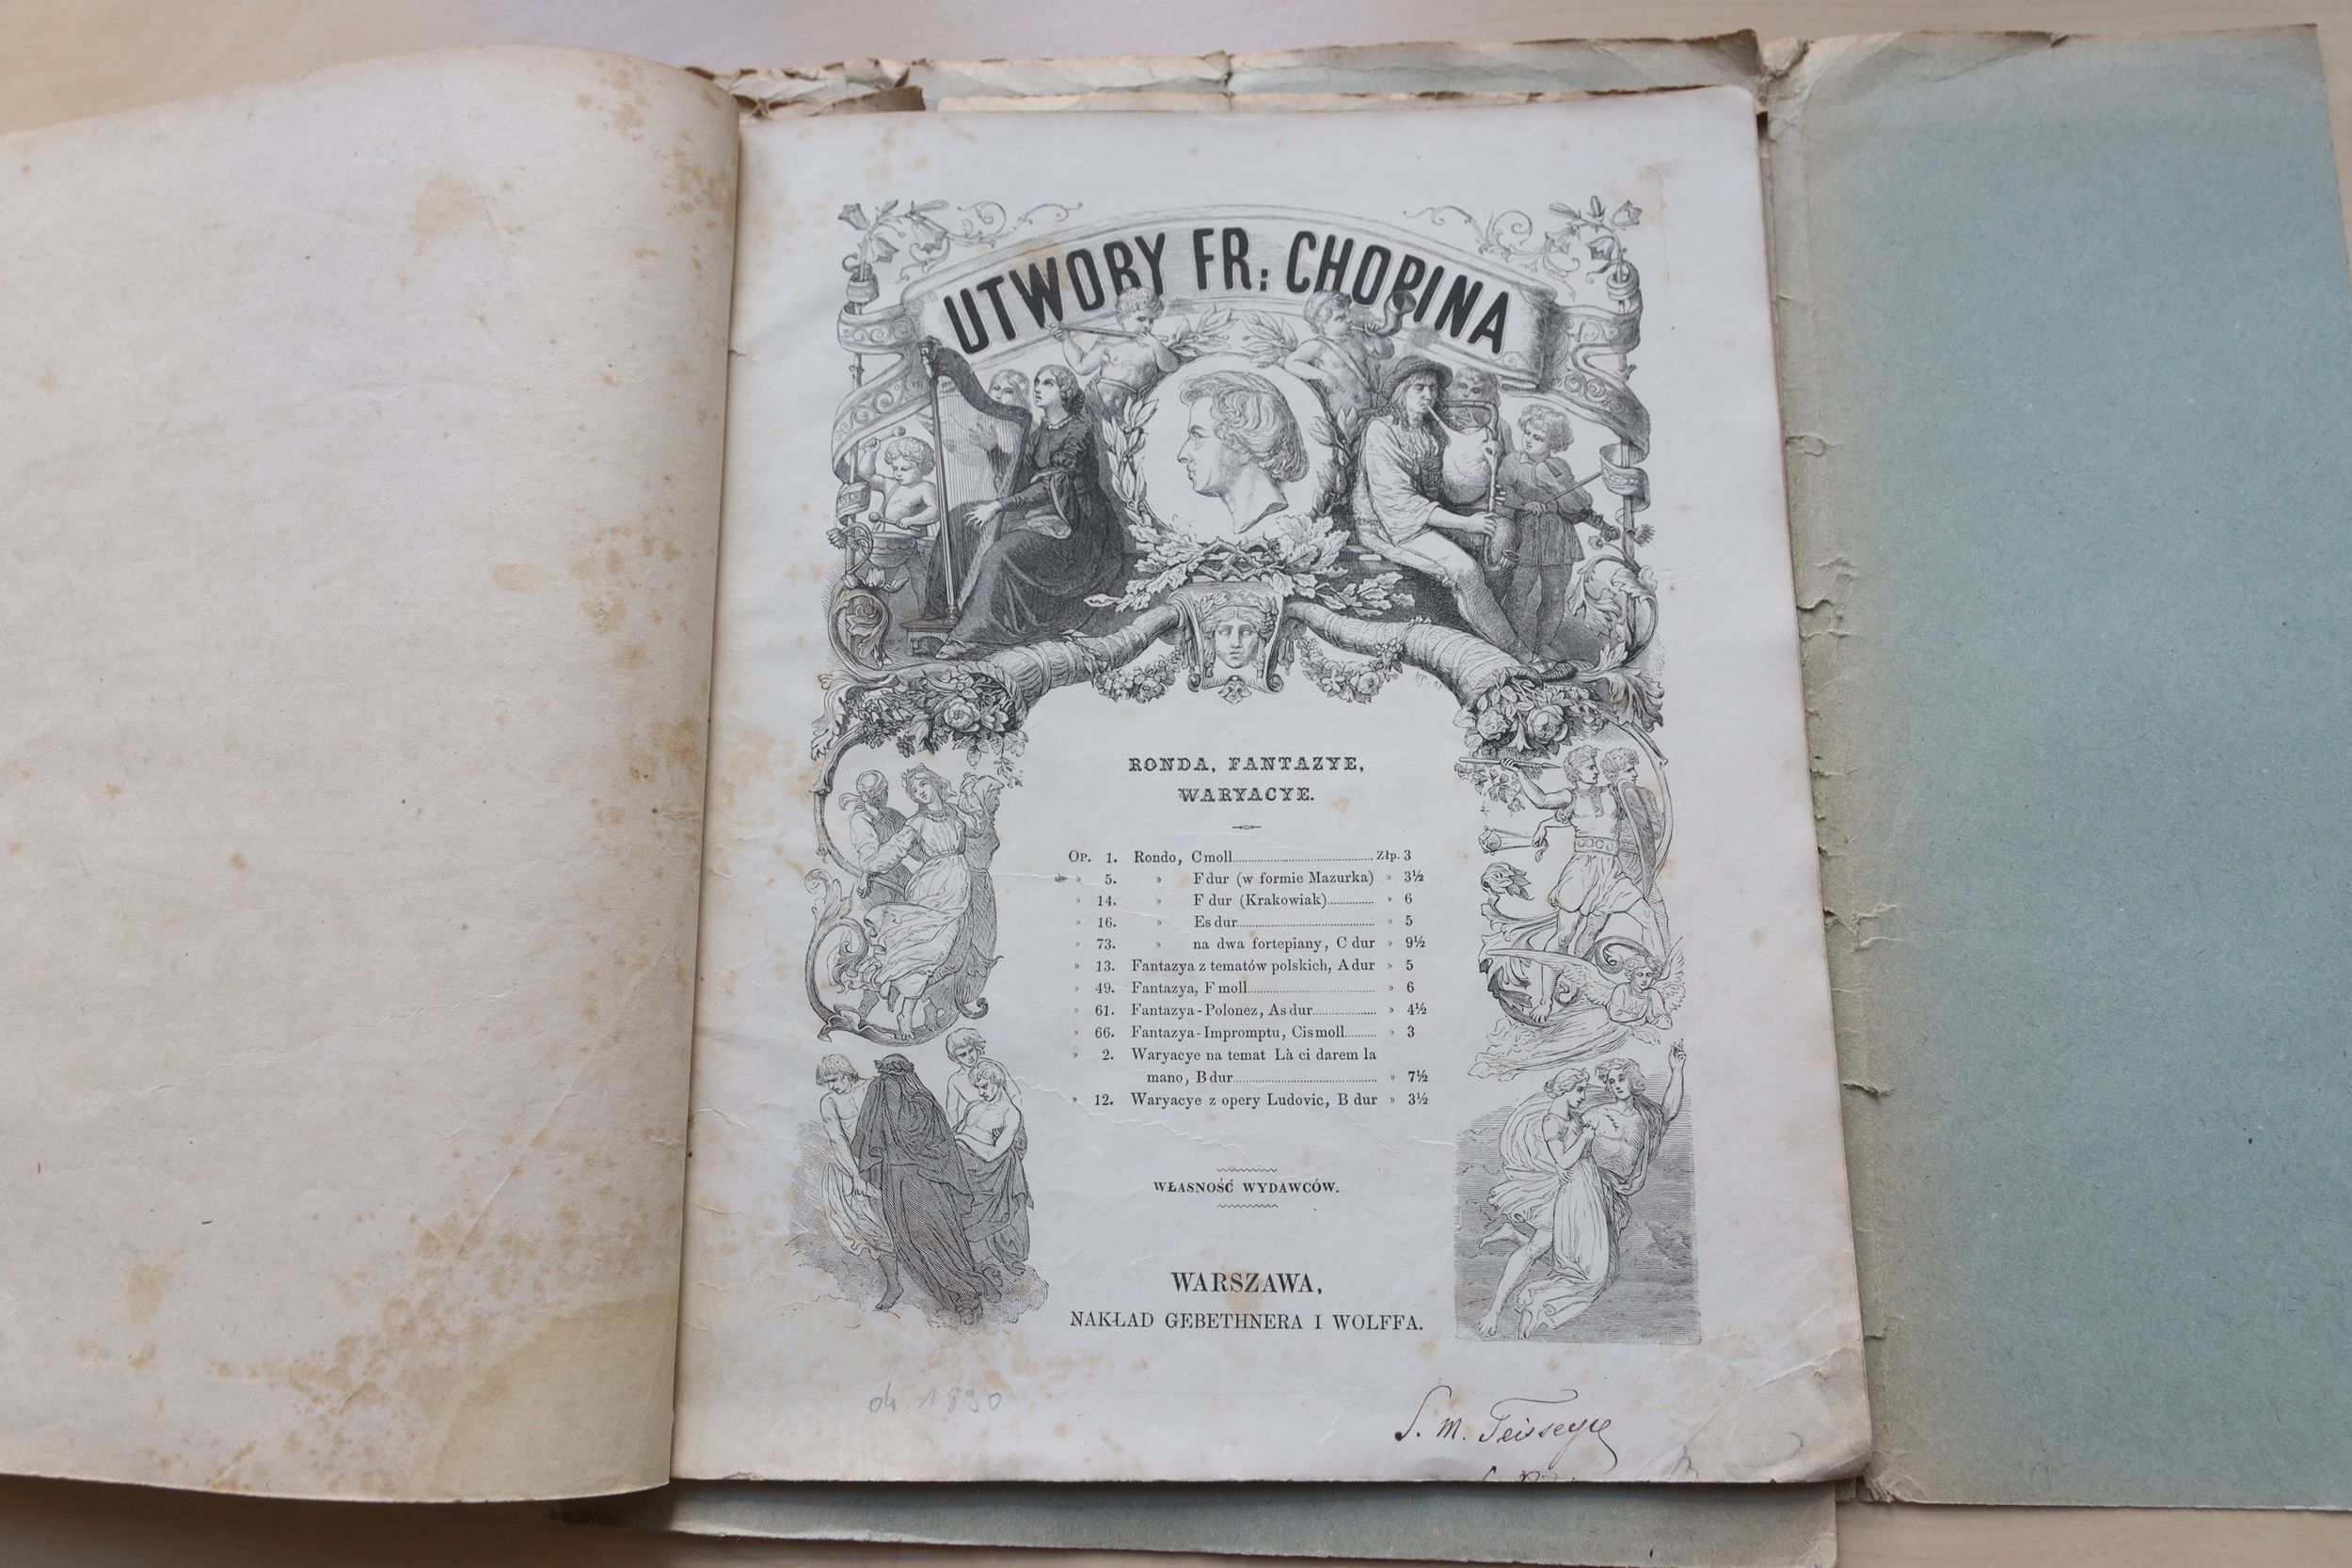 UTWORY FR: CHOPINA
RONDA, FANTAZYE,
WARYACYE.
Op. 1. Rondo, C moll........ Złp. 3
» 5. » F dur (w formie Mazurka) » 3½
» 14. » F dur (Krakowiak)........ » 6
» 16. » Es dur........ » 5
» 73. » na dwa fortepiany, C dur » 9½
» 13. Fantazya z tematów polskich, A dur » 5
» 49. Fantazya, F moll........ » 6
» 61. Fantazya-Polonez, As dur........ » 4½
» 66. Fantazya-Impromptu, Cis moll........ » 3
» 2. Waryacye na temat Là ci darem la
mano, B dur........ » 7½
» 12. Waryacye z opery Ludovic, B dur » 3½
WŁASNOŚĆ WYDAWCÓW.
WARSZAWA,
NAKŁAD GEBETHNERA I WOLFFA.
ok 1890
S. M. Teisseyre